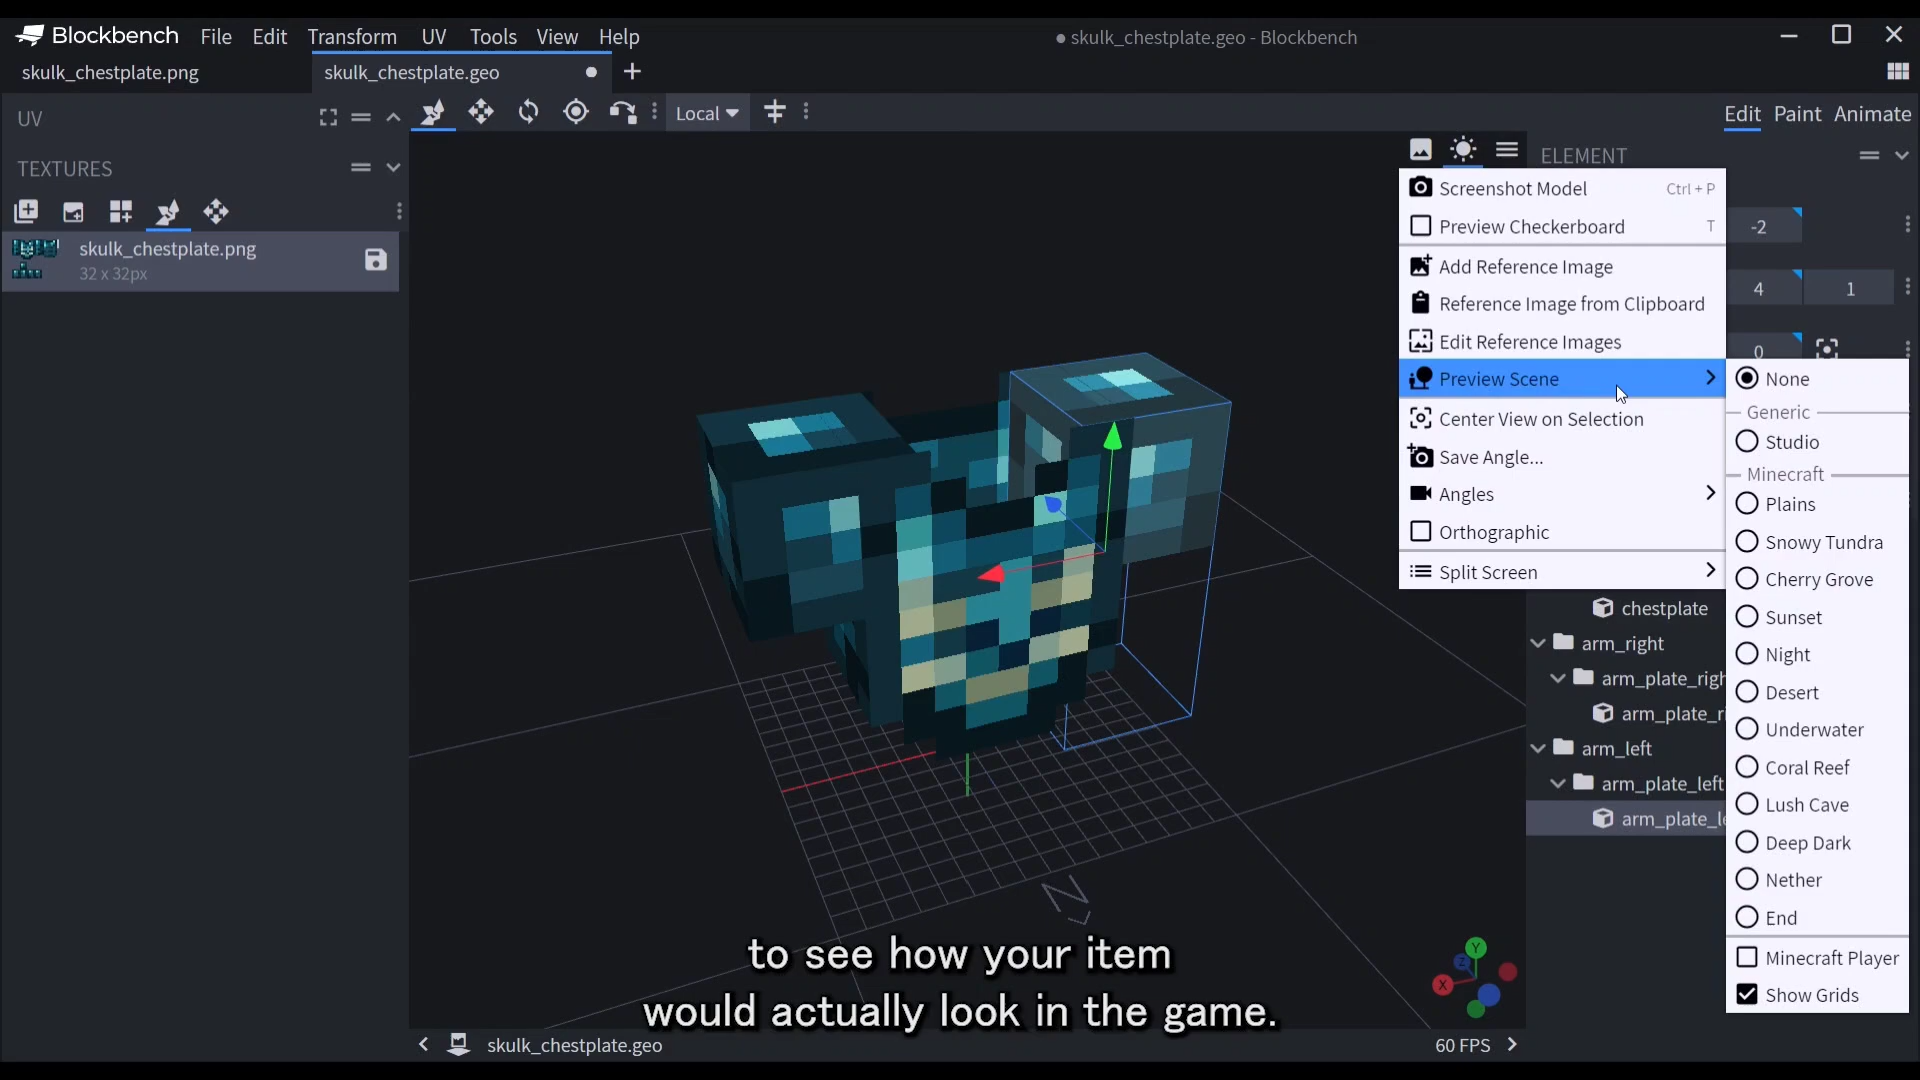 Blockbench File Edit Transform UV Tools View Help
skulk_chestplate.geo - Blockbench
skulk_chestplate.png
skulk_chestplate.geo
UV
Local
Edit Paint Animate
TEXTURES
ELEMENT
skulk_chestplate.png
32 x 32px
Screenshot Model Ctrl + P
Preview Checkerboard T
Add Reference Image
Reference Image from Clipboard
Edit Reference Images
Preview Scene
Center View on Selection
Save Angle...
Angles
Orthographic
Split Screen
-2
4 1
0
None
Generic
Studio
Minecraft
Plains
Snowy Tundra
Cherry Grove
Sunset
Night
Desert
Underwater
Coral Reef
Lush Cave
Deep Dark
Nether
End
Minecraft Player
Show Grids
chestplate
arm_right
arm_plate_righ
arm_plate_ri
arm_left
arm_plate_left
arm_plate_le
N
Y
Z
X
to see how your item
would actually look in the game.
skulk_chestplate.geo
60 FPS